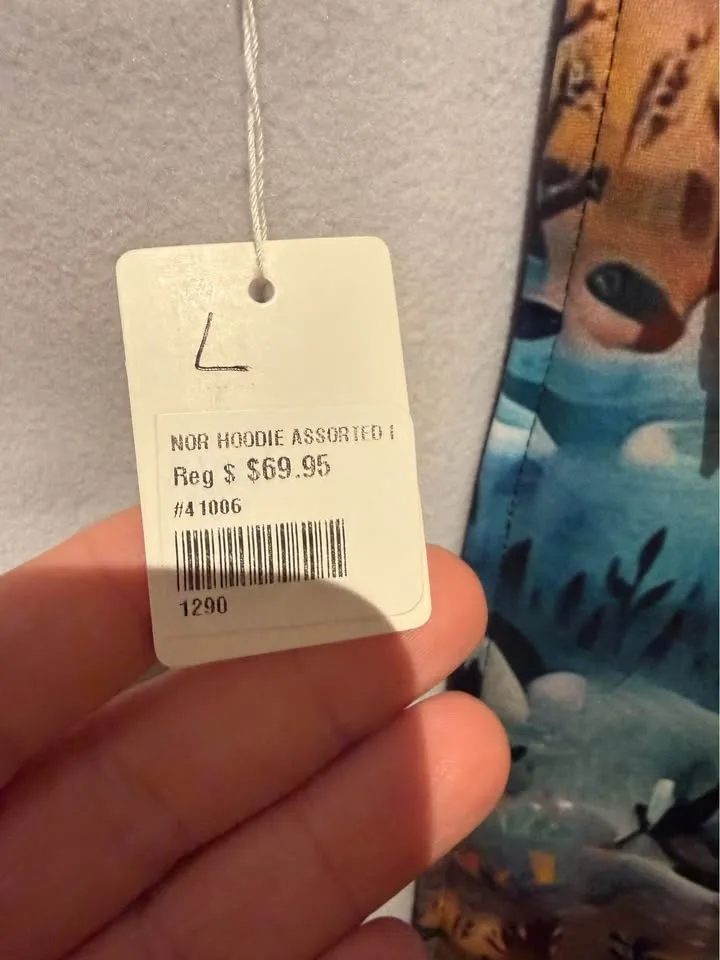 L
NOR HOODIE ASSORTED
Reg $ $69.95
#41006
1290